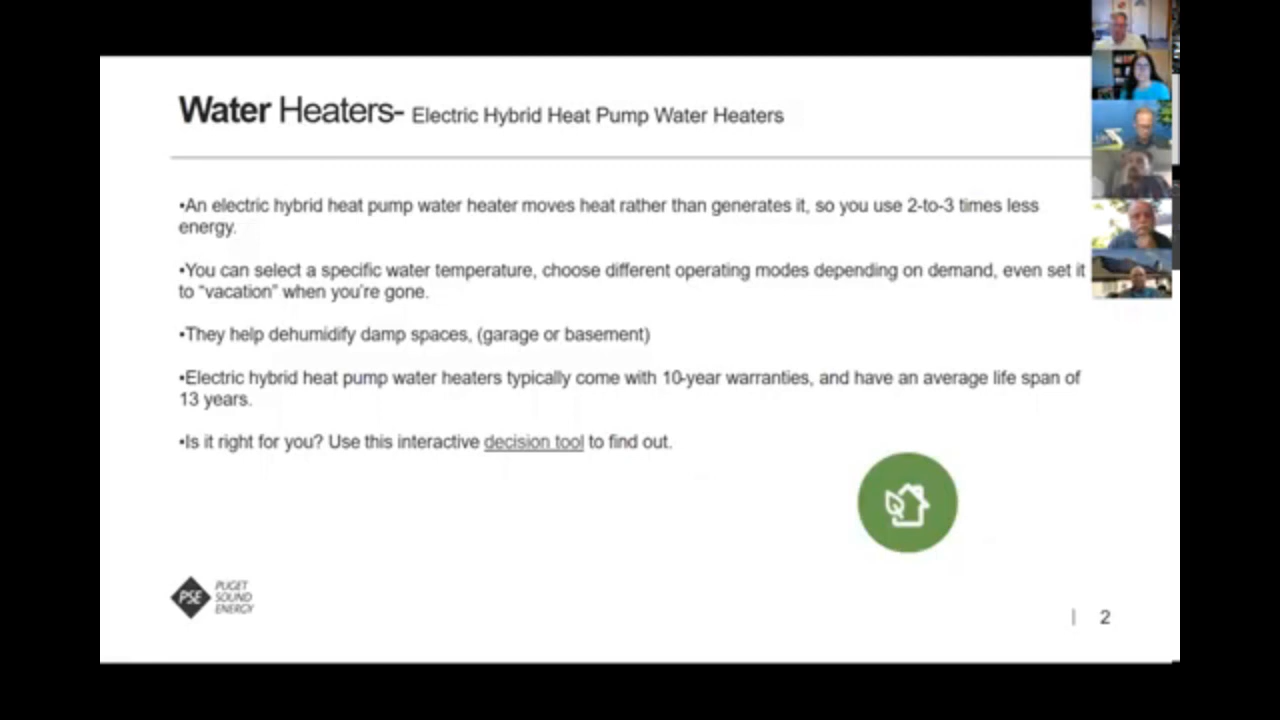 Water Heaters- Electric Hybrid Heat Pump Water Heaters
•An electric hybrid heat pump water heater moves heat rather than generates it, so you use 2-to-3 times less
energy.
•You can select a specific water temperature, choose different operating modes depending on demand, even set it
to “vacation” when you’re gone.
•They help dehumidify damp spaces, (garage or basement)
•Electric hybrid heat pump water heaters typically come with 10-year warranties, and have an average life span of
13 years.
•Is it right for you? Use this interactive decision tool to find out.
PSE
PUGET
SOUND
ENERGY
| 2